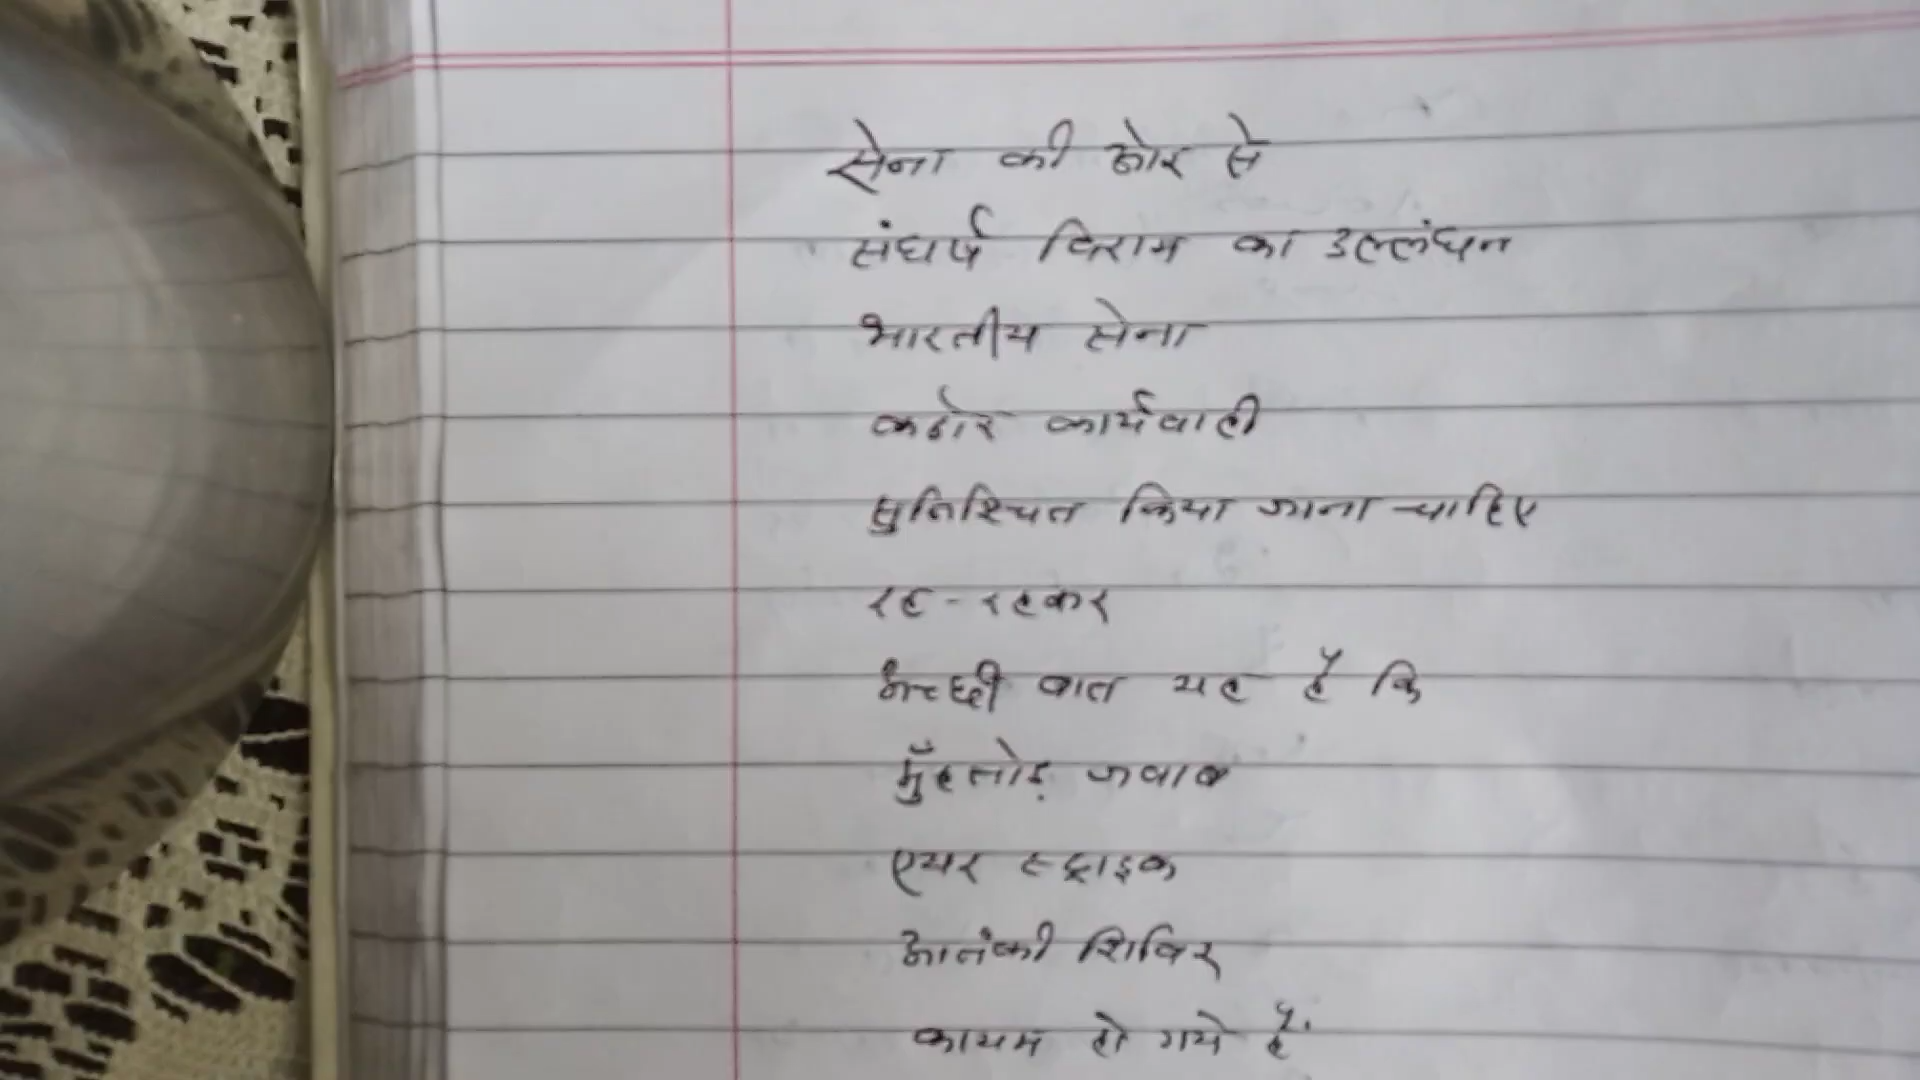 सेना की ओर से
संघर्ष विराम का उल्लंघन
भारतीय सेना
कठोर कार्यवाही
सुनिश्चित किया जाना चाहिए
रह-रहकर
अच्छी बात यह है कि
मुँहतोड़ जवाब
एयर स्ट्राइक
आतंकी शिविर
कायम हो गये हैं